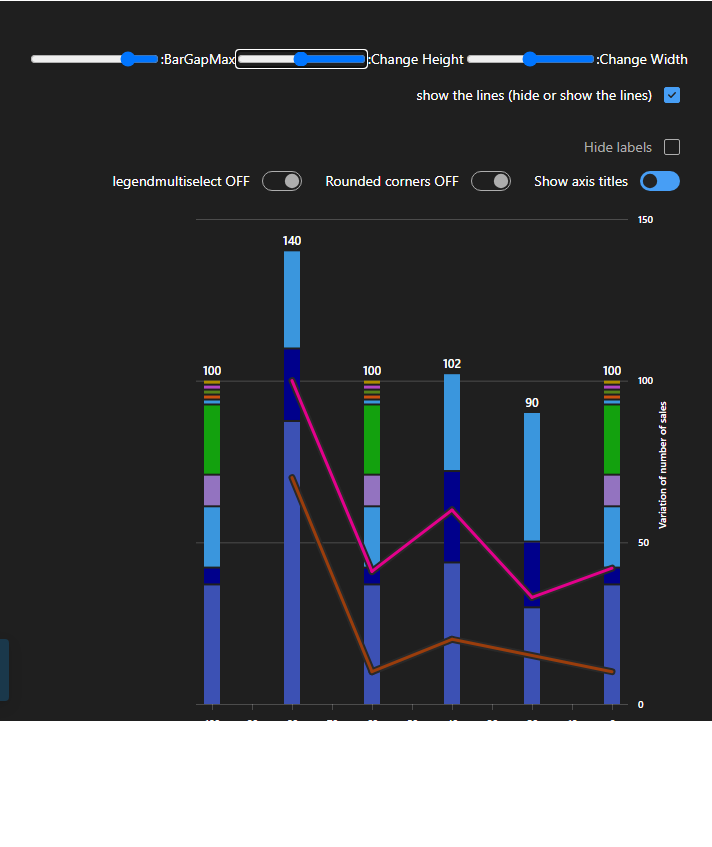 :BarGapMax :Change Height :Change Width
show the lines (hide or show the lines)
Hide labels
legendmultiselect OFF Rounded corners OFF Show axis titles
150
140
100 100 102 100
100
90
Variation of number of sales
50
0